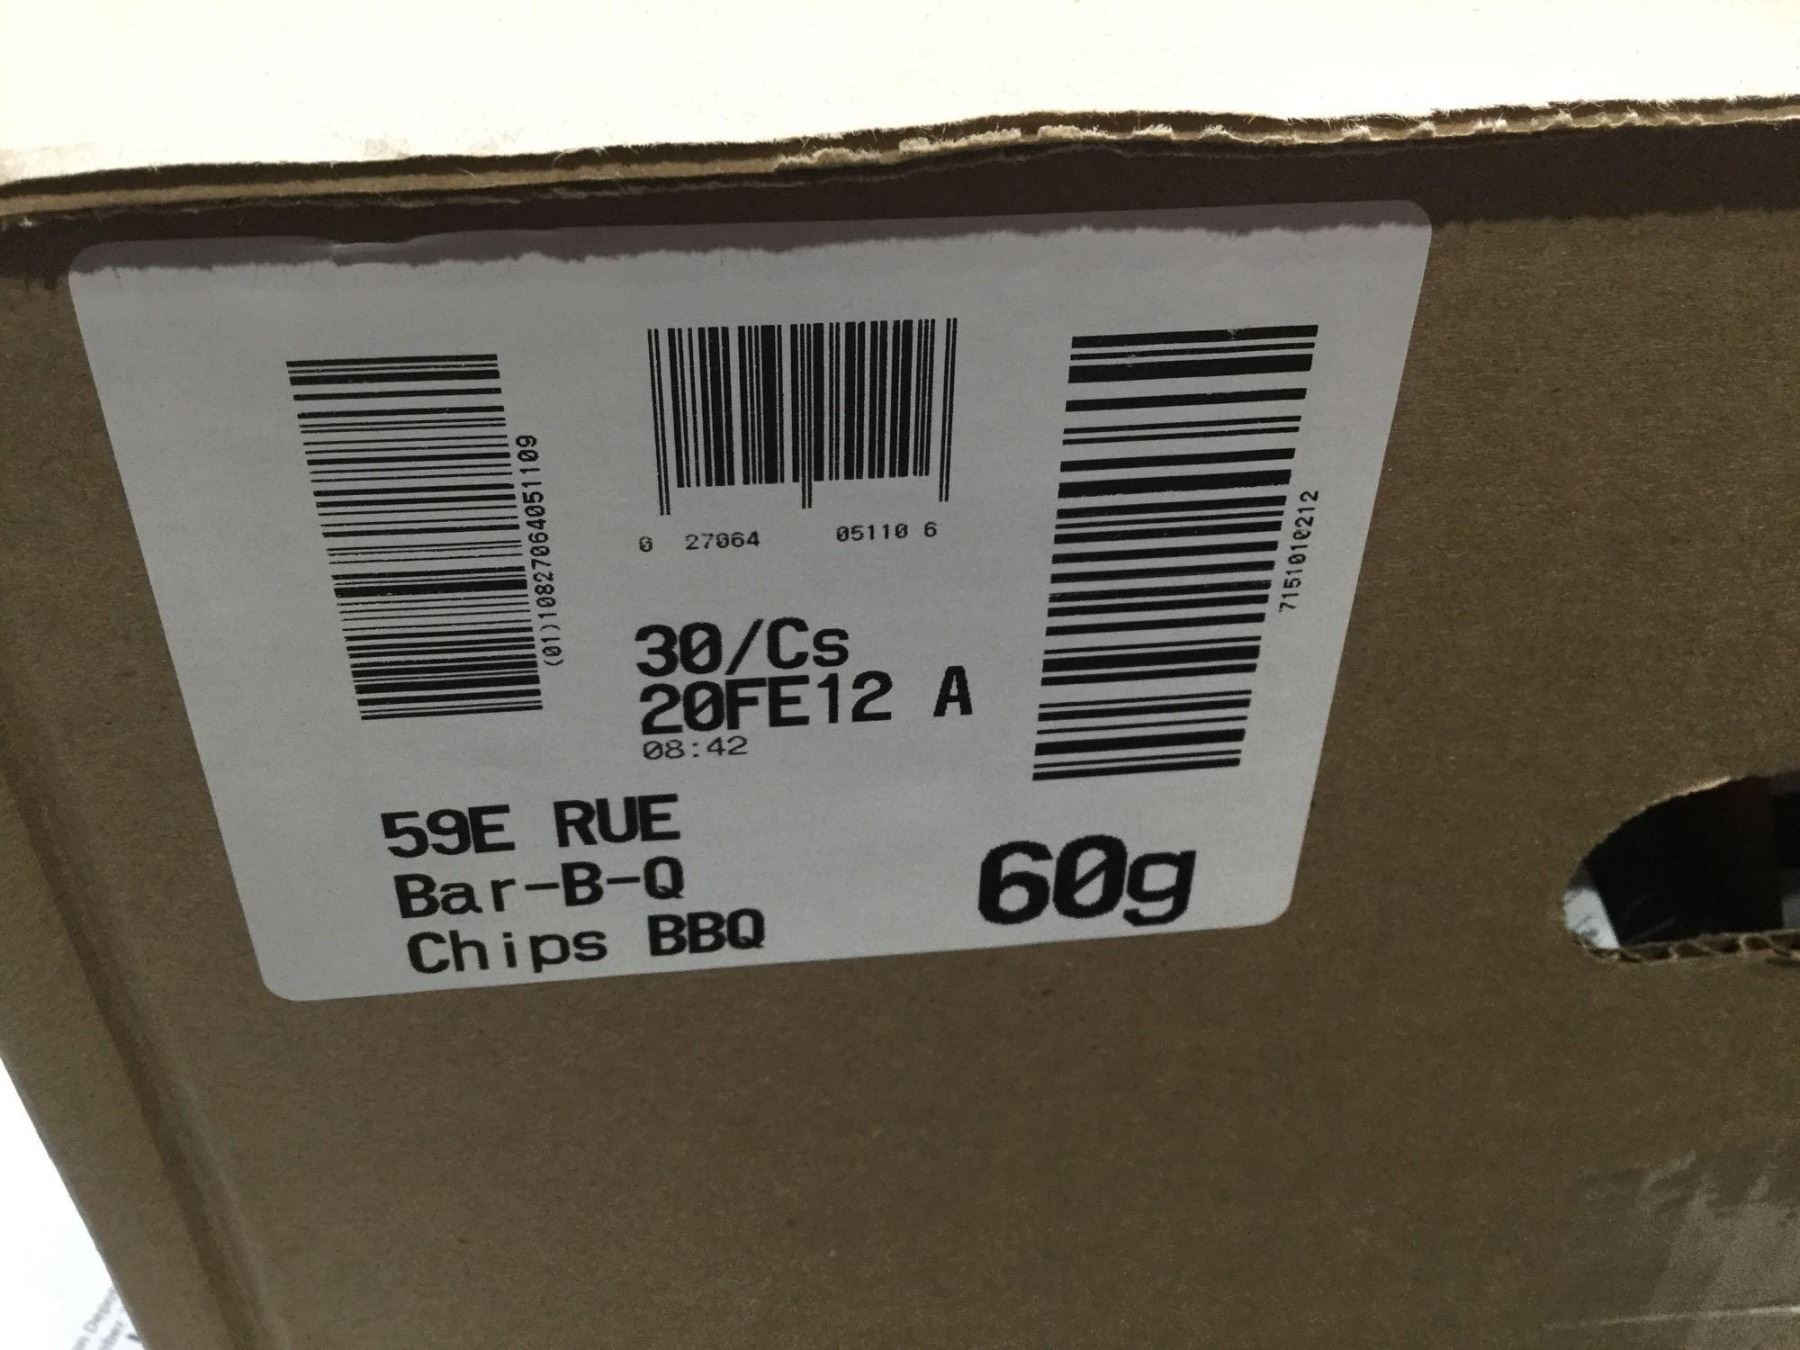 (01)10827064051109
0 27064 05110 6
7151010212
30/Cs
20FE12 A
08:42
59E RUE
Bar-B-Q
Chips BBQ
60g